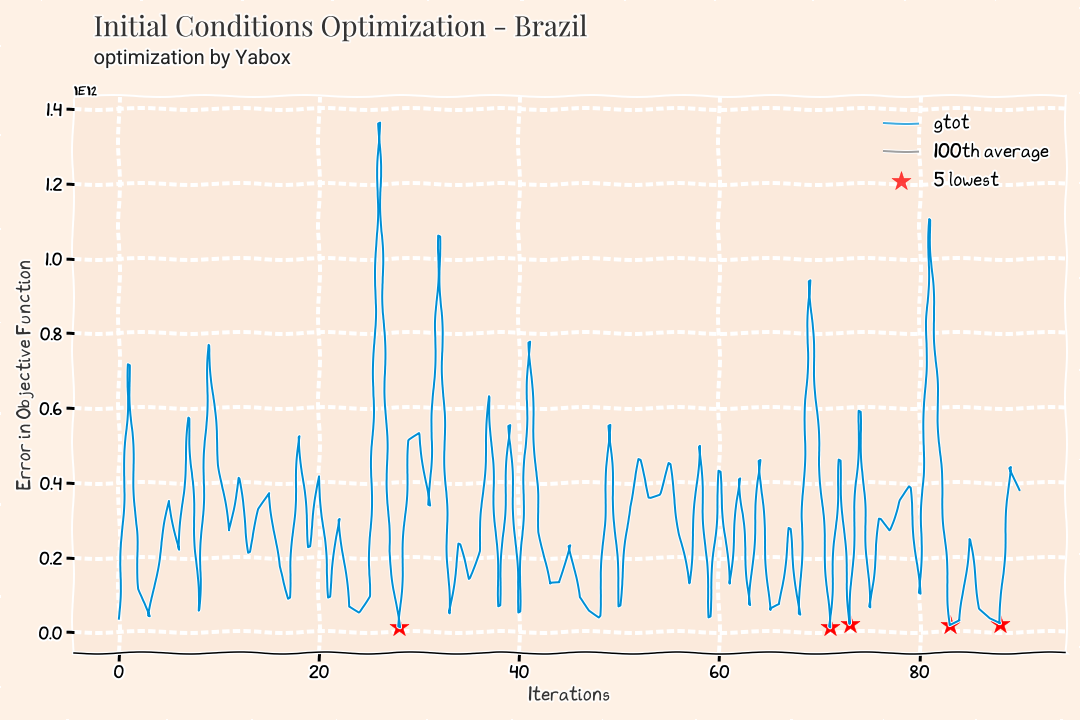 Initial Conditions Optimization - Brazil
optimization by Yabox
1E12
1.4
1.2
1.0
0.8
0.6
0.4
0.2
0.0
Error in Objective Function
gtot
100th average
5 lowest
0 20 40 60 80
Iterations